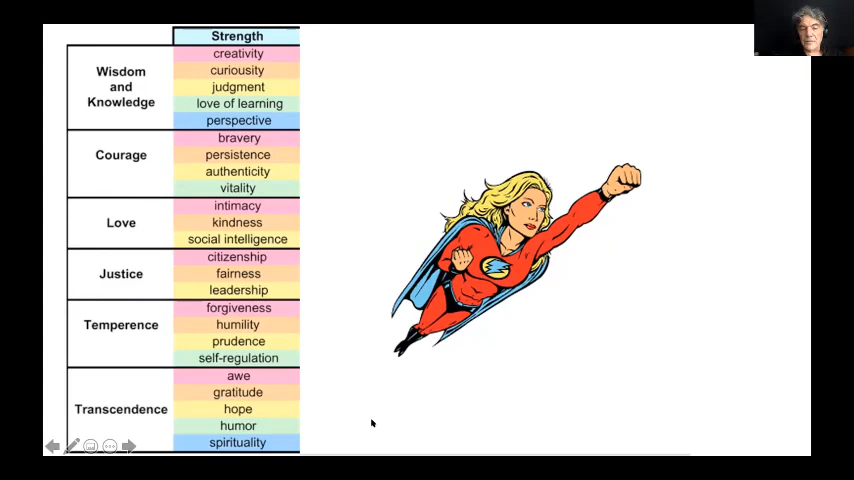 Strength
Wisdom
and
Knowledge
creativity
curiousity
judgment
love of learning
perspective
Courage
bravery
persistence
authenticity
vitality
Love
intimacy
kindness
social intelligence
Justice
citizenship
fairness
leadership
Temperence
forgiveness
humility
prudence
self-regulation
Transcendence
awe
gratitude
hope
humor
spirituality